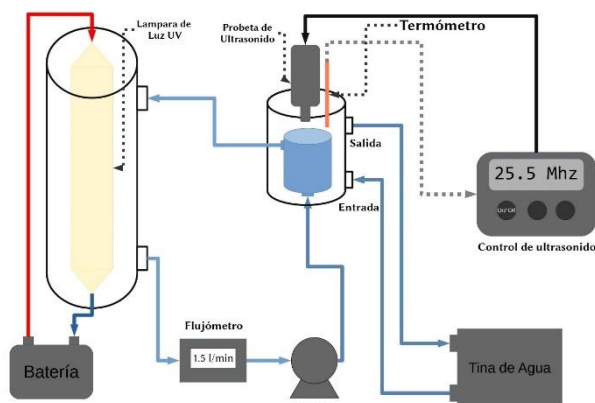 Lampara de
Luz UV
Probeta de
Ultrasonido
Termómetro
Salida
25.5 Mhz
On/Off
Entrada
Control de ultrasonido
Flujómetro
1.5 l/min
Batería
Tina de Agua